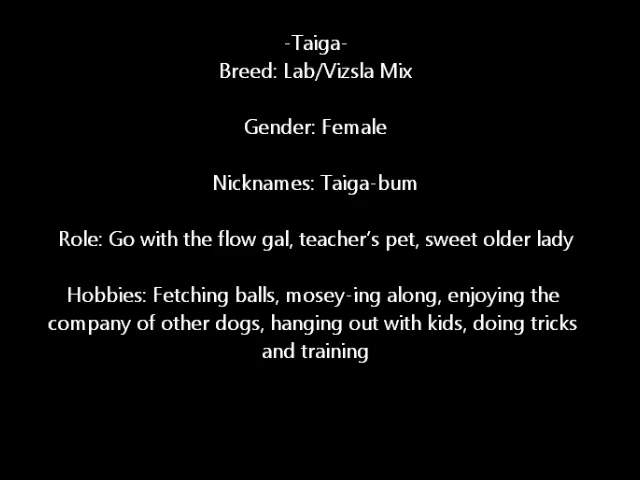 -Taiga-
Breed: Lab/Vizsla Mix
Gender: Female
Nicknames: Taiga-bum
Role: Go with the flow gal, teacher’s pet, sweet older lady
Hobbies: Fetching balls, mosey-ing along, enjoying the
company of other dogs, hanging out with kids, doing tricks
and training